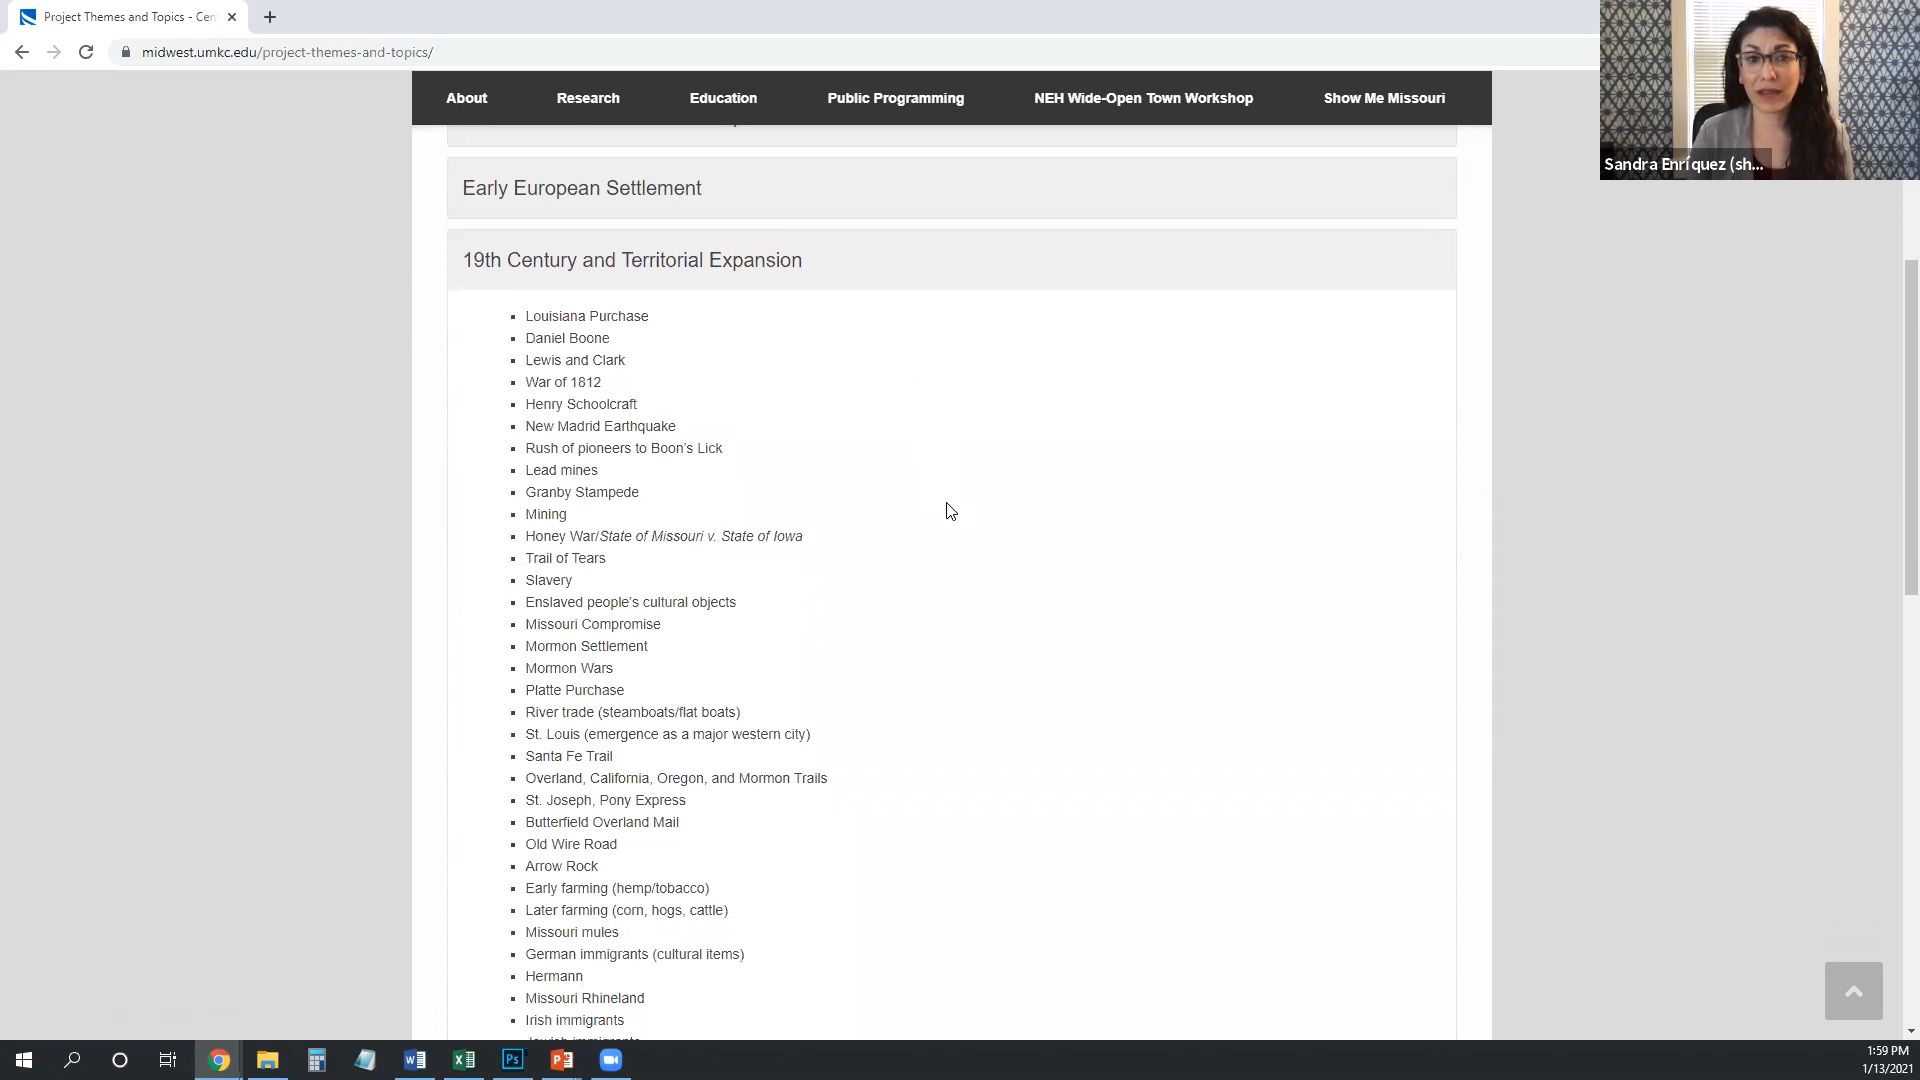 Project Themes and Topics - Cen
midwest.umkc.edu/project-themes-and-topics/
About Research Education Public Programming NEH Wide-Open Town Workshop Show Me Missouri
Sandra Enríquez (sh...
Early European Settlement
19th Century and Territorial Expansion
Louisiana Purchase
Daniel Boone
Lewis and Clark
War of 1812
Henry Schoolcraft
New Madrid Earthquake
Rush of pioneers to Boon’s Lick
Lead mines
Granby Stampede
Mining
Honey War/State of Missouri v. State of Iowa
Trail of Tears
Slavery
Enslaved people’s cultural objects
Missouri Compromise
Mormon Settlement
Mormon Wars
Platte Purchase
River trade (steamboats/flat boats)
St. Louis (emergence as a major western city)
Santa Fe Trail
Overland, California, Oregon, and Mormon Trails
St. Joseph, Pony Express
Butterfield Overland Mail
Old Wire Road
Arrow Rock
Early farming (hemp/tobacco)
Later farming (corn, hogs, cattle)
Missouri mules
German immigrants (cultural items)
Hermann
Missouri Rhineland
Irish immigrants
1:59 PM
1/13/2021